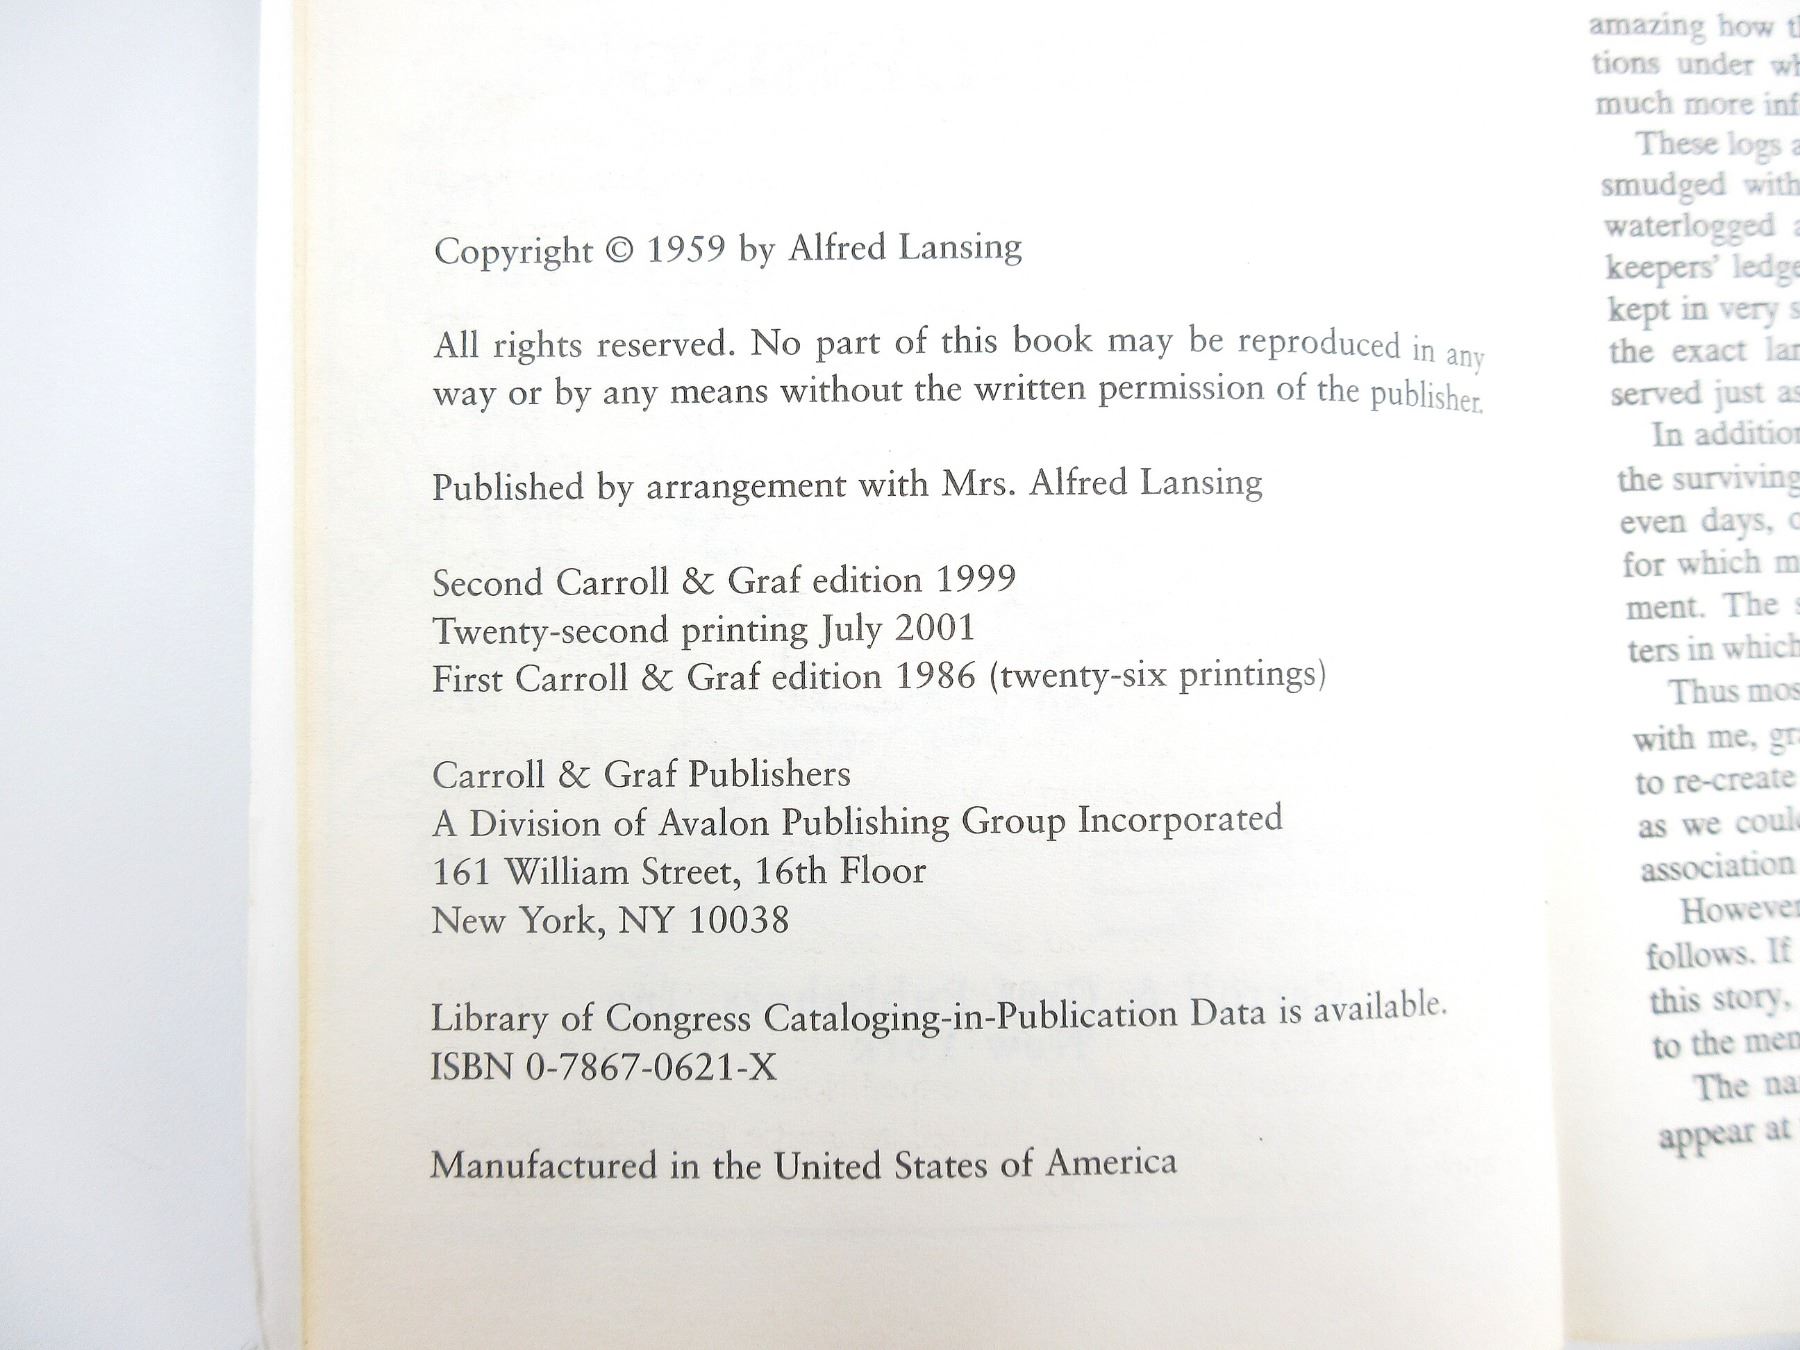 Copyright © 1959 by Alfred Lansing
All rights reserved. No part of this book may be reproduced in any
way or by any means without the written permission of the publisher.
Published by arrangement with Mrs. Alfred Lansing
Second Carroll & Graf edition 1999
Twenty-second printing July 2001
First Carroll & Graf edition 1986 (twenty-six printings)
Carroll & Graf Publishers
A Division of Avalon Publishing Group Incorporated
161 William Street, 16th Floor
New York, NY 10038
Library of Congress Cataloging-in-Publication Data is available.
ISBN 0-7867-0621-X
Manufactured in the United States of America
amazing how
tions under
much more
These logs
smudged with
waterlogged
keepers'
kept in very
the exact
served just as
In addition
the surviving
even days,
for which
ment. The
ters in which
Thus
with me,
to re-create
as we
association
However
follows. If
this story,
to the
The
appear at